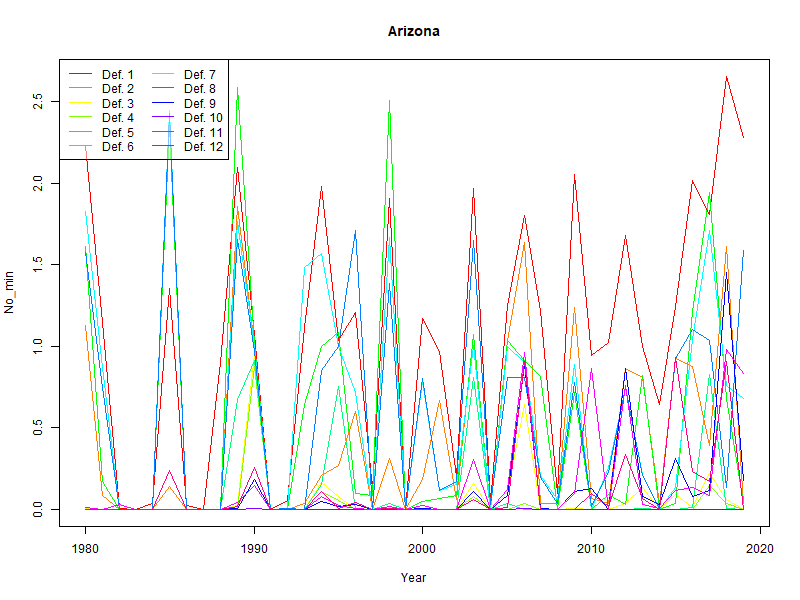 Arizona
Def. 1 Def. 7
Def. 2 Def. 8
Def. 3 Def. 9
Def. 4 Def. 10
Def. 5 Def. 11
Def. 6 Def. 12
No_min
2.5
2.0
1.5
1.0
0.5
0.0
1980 1990 2000 2010 2020
Year